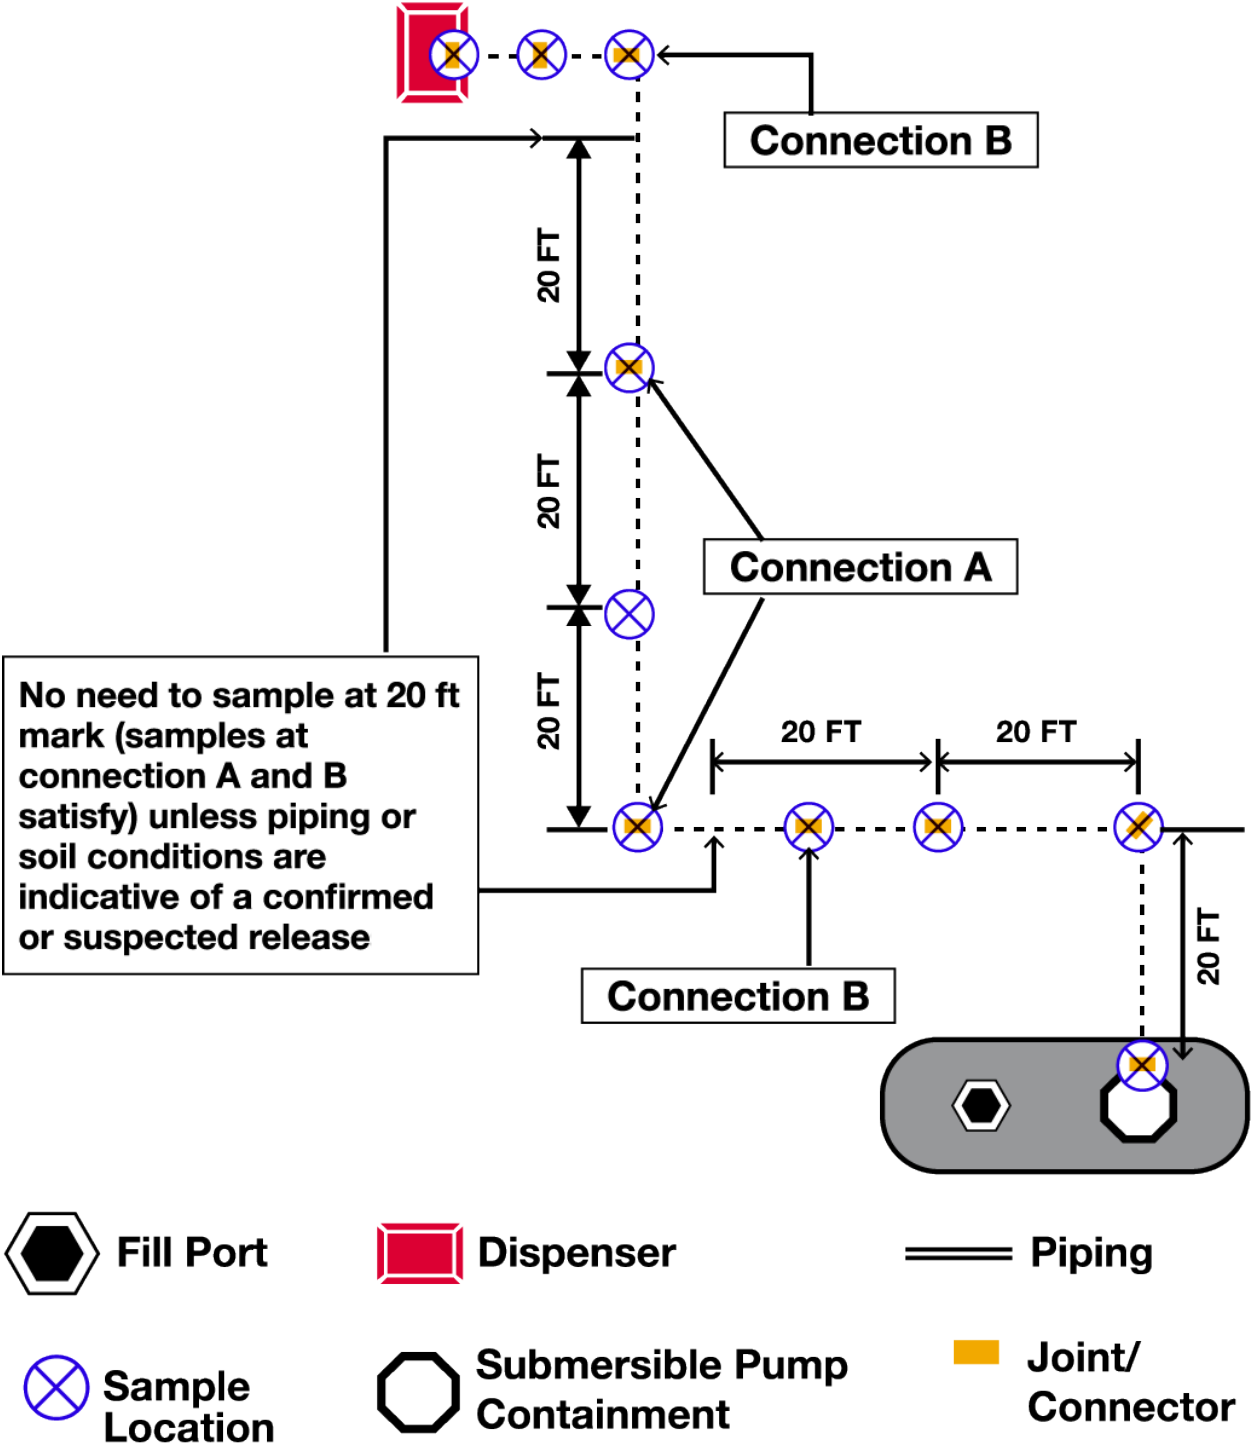 Connection B
20 FT
20 FT
Connection A
20 FT
No need to sample at 20 ft
mark (samples at
connection A and B
satisfy) unless piping or
soil conditions are
indicative of a confirmed
or suspected release
20 FT
20 FT
Connection B
20 FT
Fill Port
Dispenser
Piping
Sample
Location
Submersible Pump
Containment
Joint/
Connector